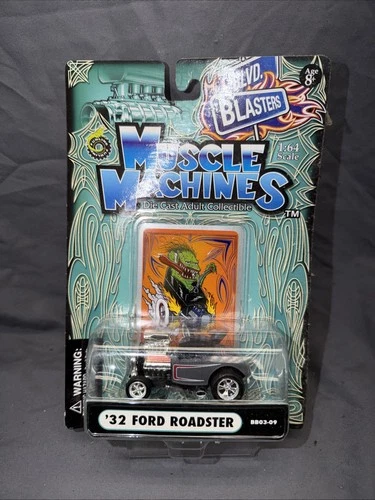 BLVD.
BLASTERS
Age
8+
MUSCLE
MACHINES
TM
1:64
Scale
Die Cast Adult Collectible
WARNING:
'32 FORD ROADSTER
BB03-09